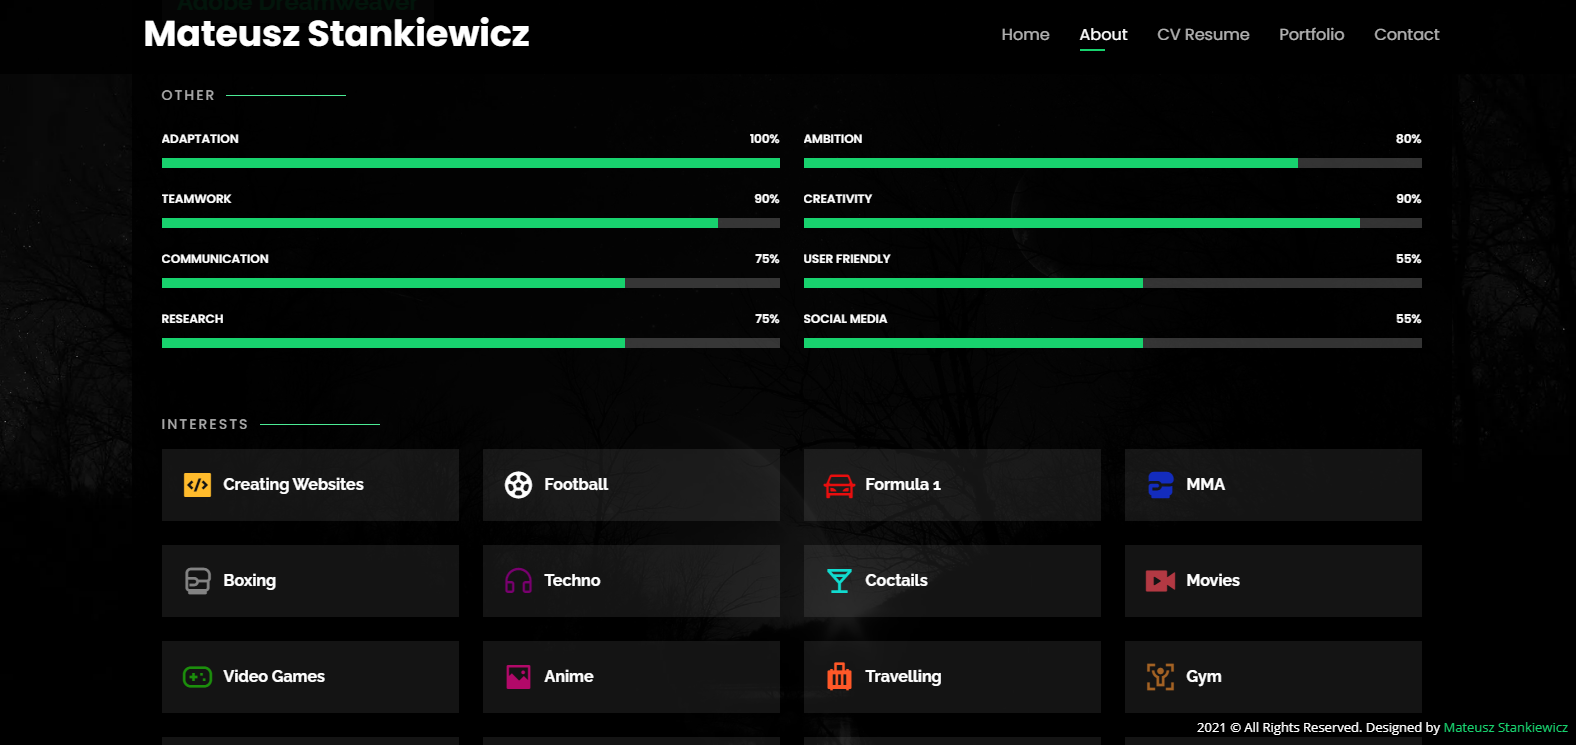 Adobe Dreamweaver
Mateusz Stankiewicz
Home About CV Resume Portfolio Contact
OTHER
ADAPTATION 100%
AMBITION 80%
TEAMWORK 90%
CREATIVITY 90%
COMMUNICATION 75%
USER FRIENDLY 55%
RESEARCH 75%
SOCIAL MEDIA 55%
INTERESTS
Creating Websites
Football
Formula 1
MMA
Boxing
Techno
Coctails
Movies
Video Games
Anime
Travelling
Gym
2021 © All Rights Reserved. Designed by Mateusz Stankiewicz